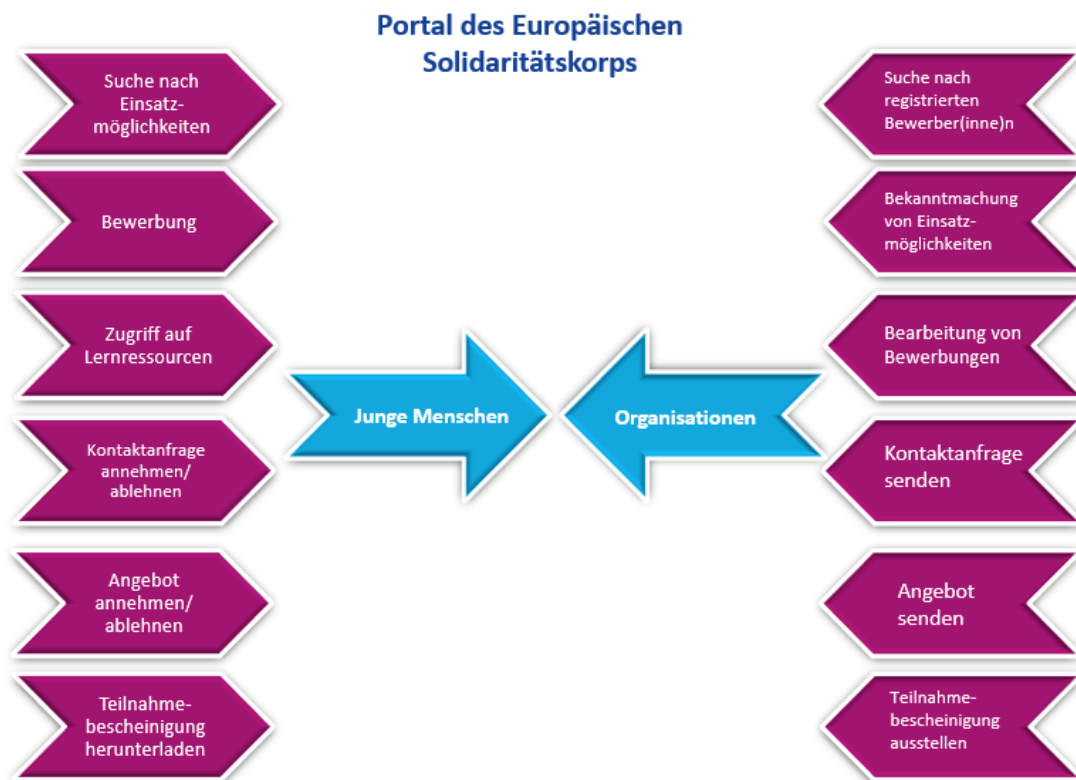 Portal des Europäischen
Solidaritätskorps
Suche nach
Einsatz-
möglichkeiten
Bewerbung
Zugriff auf
Lernressourcen
Kontaktanfrage
annehmen/
ablehnen
Angebot
annehmen/
ablehnen
Teilnahme-
bescheinigung
herunterladen
Junge Menschen
Organisationen
Suche nach
registrierten
Bewerber(inne)n
Bekanntmachung
von Einsatz-
möglichkeiten
Bearbeitung von
Bewerbungen
Kontaktanfrage
senden
Angebot
senden
Teilnahme-
bescheinigung
ausstellen